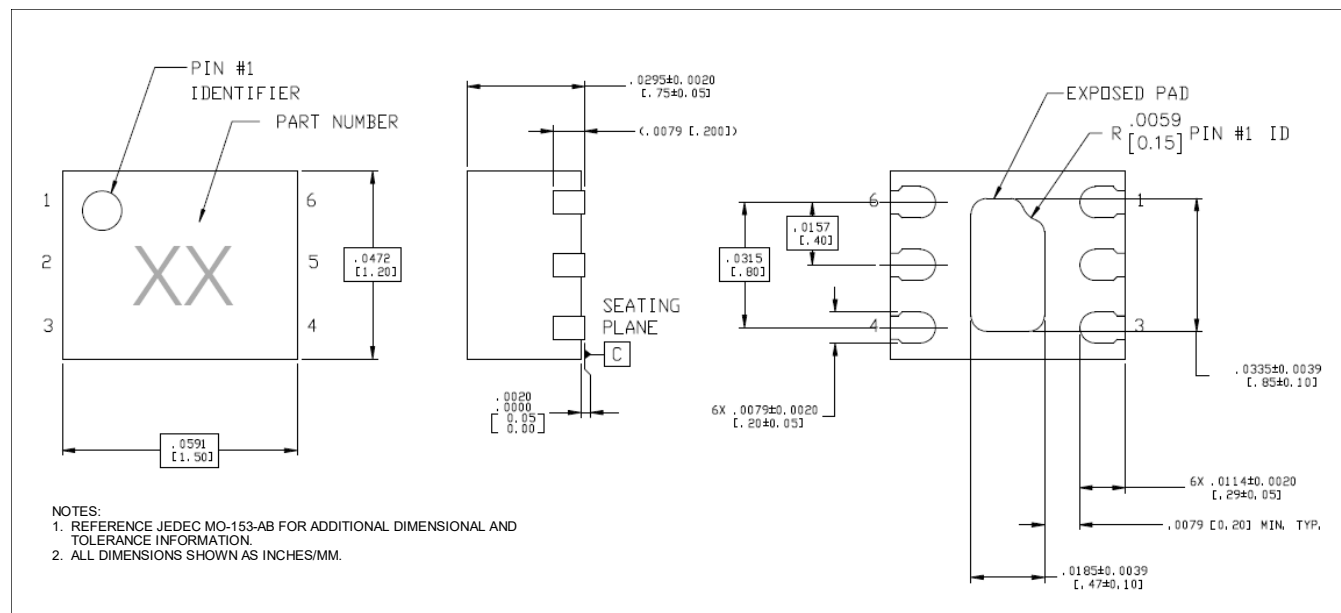 PIN #1
IDENTIFIER
PART NUMBER
1
2
3
6
5
4
XX
.0472
[1.20]
.0591
[1.50]
.0295±0.0020
[.75±0.05]
(.0079 [.200])
SEATING
PLANE
C
.0020
.0000
[0.05
0.00]
EXPOSED PAD
R .0059
[0.15] PIN #1 ID
6
4
1
3
.0157
[.40]
.0315
[.80]
6X .0079±0.0020
[.20±0.05]
.0335±0.0039
[.85±0.10]
6X .0114±0.0020
[.29±0.05]
.0079 [0.20] MIN. TYP.
.0185±0.0039
[.47±0.10]
NOTES:
1. REFERENCE JEDEC MO-153-AB FOR ADDITIONAL DIMENSIONAL AND
TOLERANCE INFORMATION.
2. ALL DIMENSIONS SHOWN AS INCHES/MM.